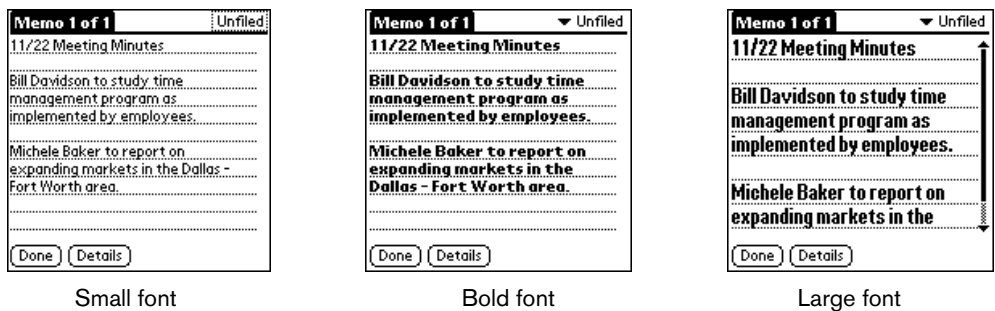 Memo 1 of 1
Unfiled
11/22 Meeting Minutes
Bill Davidson to study time
management program as
implemented by employees.
Michele Baker to report on
expanding markets in the Dallas -
Fort Worth area.
Done
Details
Small font
Memo 1 of 1
Unfiled
11/22 Meeting Minutes
Bill Davidson to study time
management program as
implemented by employees.
Michele Baker to report on
expanding markets in the
Dallas - Fort Worth area.
Done
Details
Bold font
Memo 1 of 1
Unfiled
11/22 Meeting Minutes
Bill Davidson to study time
management program as
implemented by employees.
Michele Baker to report on
expanding markets in the
Done
Details
Large font